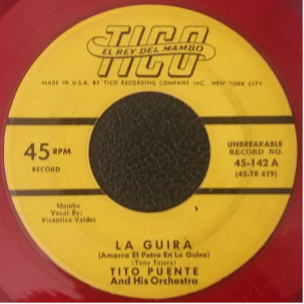 TICO
EL REY DEL MAMBO
MADE IN U.S.A. BY TICO RECORDING COMPANY, INC., NEW YORK CITY
45 RPM
RECORD
UNBREAKABLE
RECORD NO.
45-142 A
(45-TR 419)
Mambo
Vocal By:
Vicentico Valdes
LA GUIRA
(Amarra El Potro En La Guira)
(Tony Tejera)
TITO PUENTE
And His Orchestra